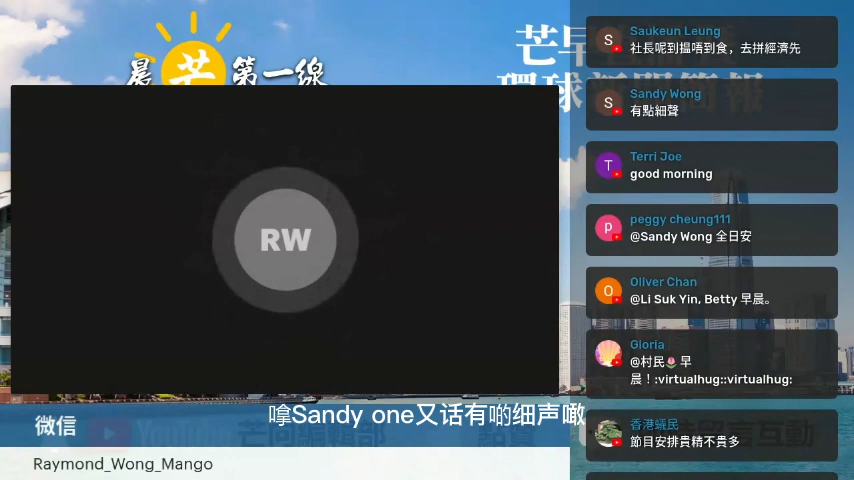 晨芒第一線
RW
嗱Sandy one又话有啲细声噉
微信
Raymond_Wong_Mango
S
Saukeun Leung
社長呢到搵唔到食，去拼經濟先
S
Sandy Wong
有點細聲
T
Terri Joe
good morning
p
peggy cheung111
@Sandy Wong 全日安
O
Oliver Chan
@Li Suk Yin, Betty 早晨。
Gloria
@村民🌷早
晨！:virtualhug::virtualhug:
香港蟻民
節目安排貴精不貴多